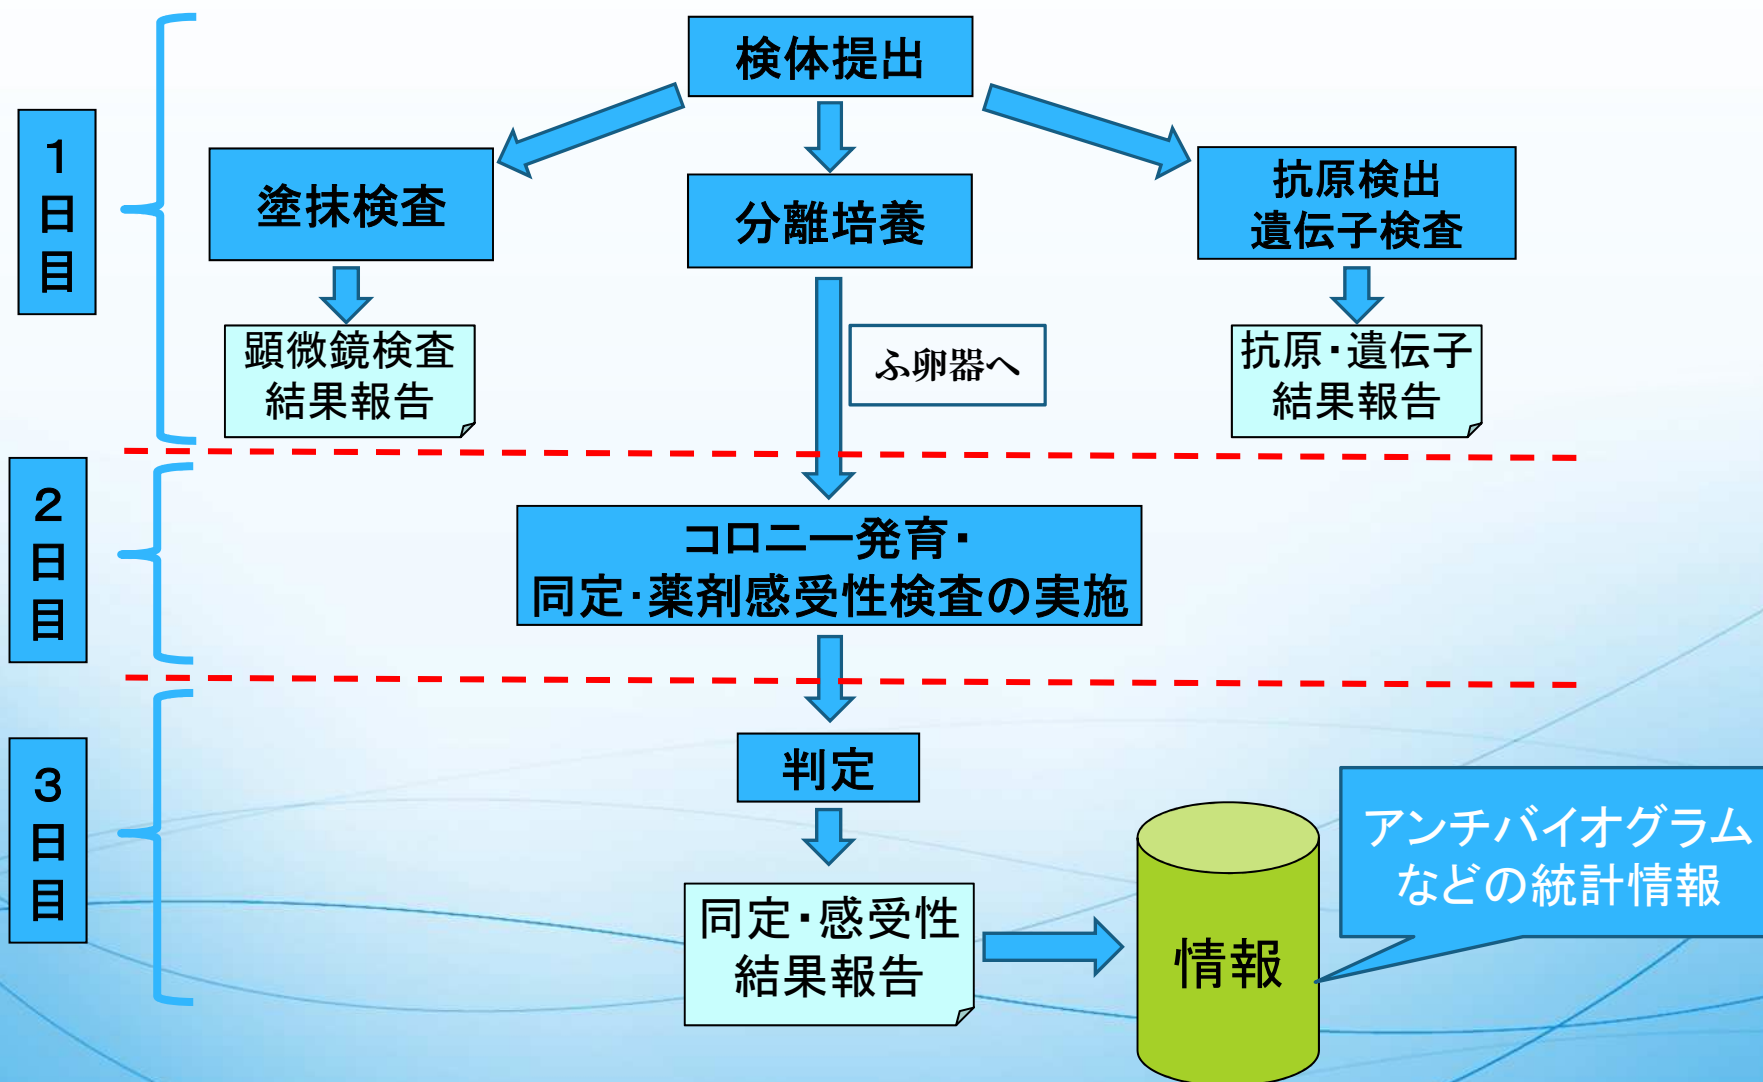 検体提出
1日目
塗抹検査
分離培養
抗原検出
遺伝子検査
顕微鏡検査
結果報告
ふ卵器へ
抗原・遺伝子
結果報告
2日目
コロニー発育・
同定・薬剤感受性検査の実施
3日目
判定
同定・感受性
結果報告
情報
アンチバイオグラム
などの統計情報